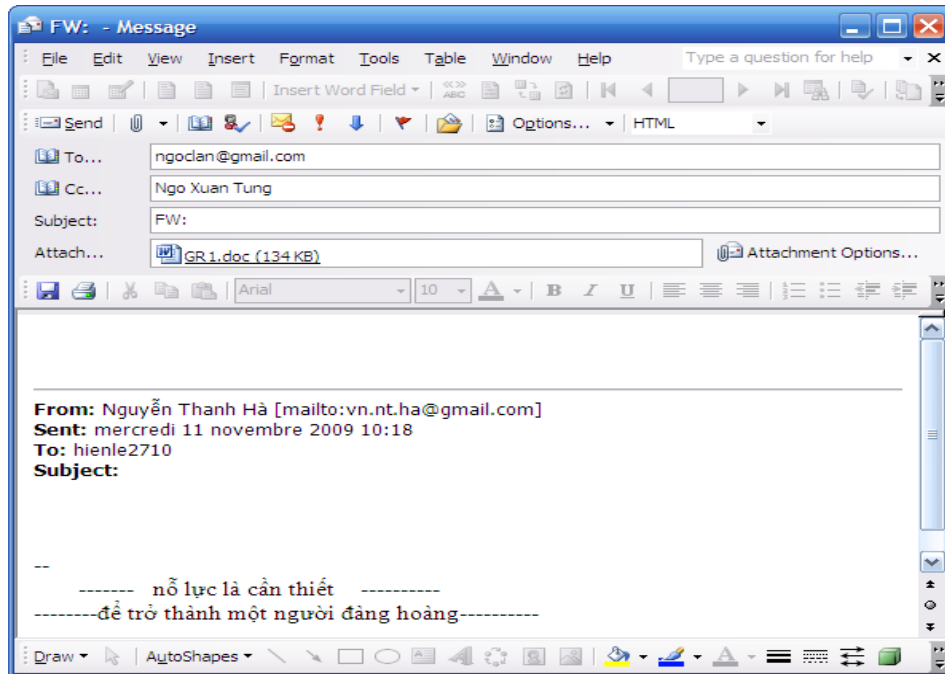 FW: - Message
File Edit View Insert Format Tools Table Window Help Type a question for help
Insert Word Field
Send Options... HTML
To... ngoclan@gmail.com
Cc... Ngo Xuan Tung
Subject: FW:
Attach... GR1.doc (134 KB) Attachment Options...
Arial 10 A B I U
From: Nguyễn Thanh Hà [mailto:vn.nt.ha@gmail.com]
Sent: mercredi 11 novembre 2009 10:18
To: hienle2710
Subject:
--
------- nỗ lực là cần thiết ----------
--------để trở thành một người đàng hoàng----------
Draw AutoShapes